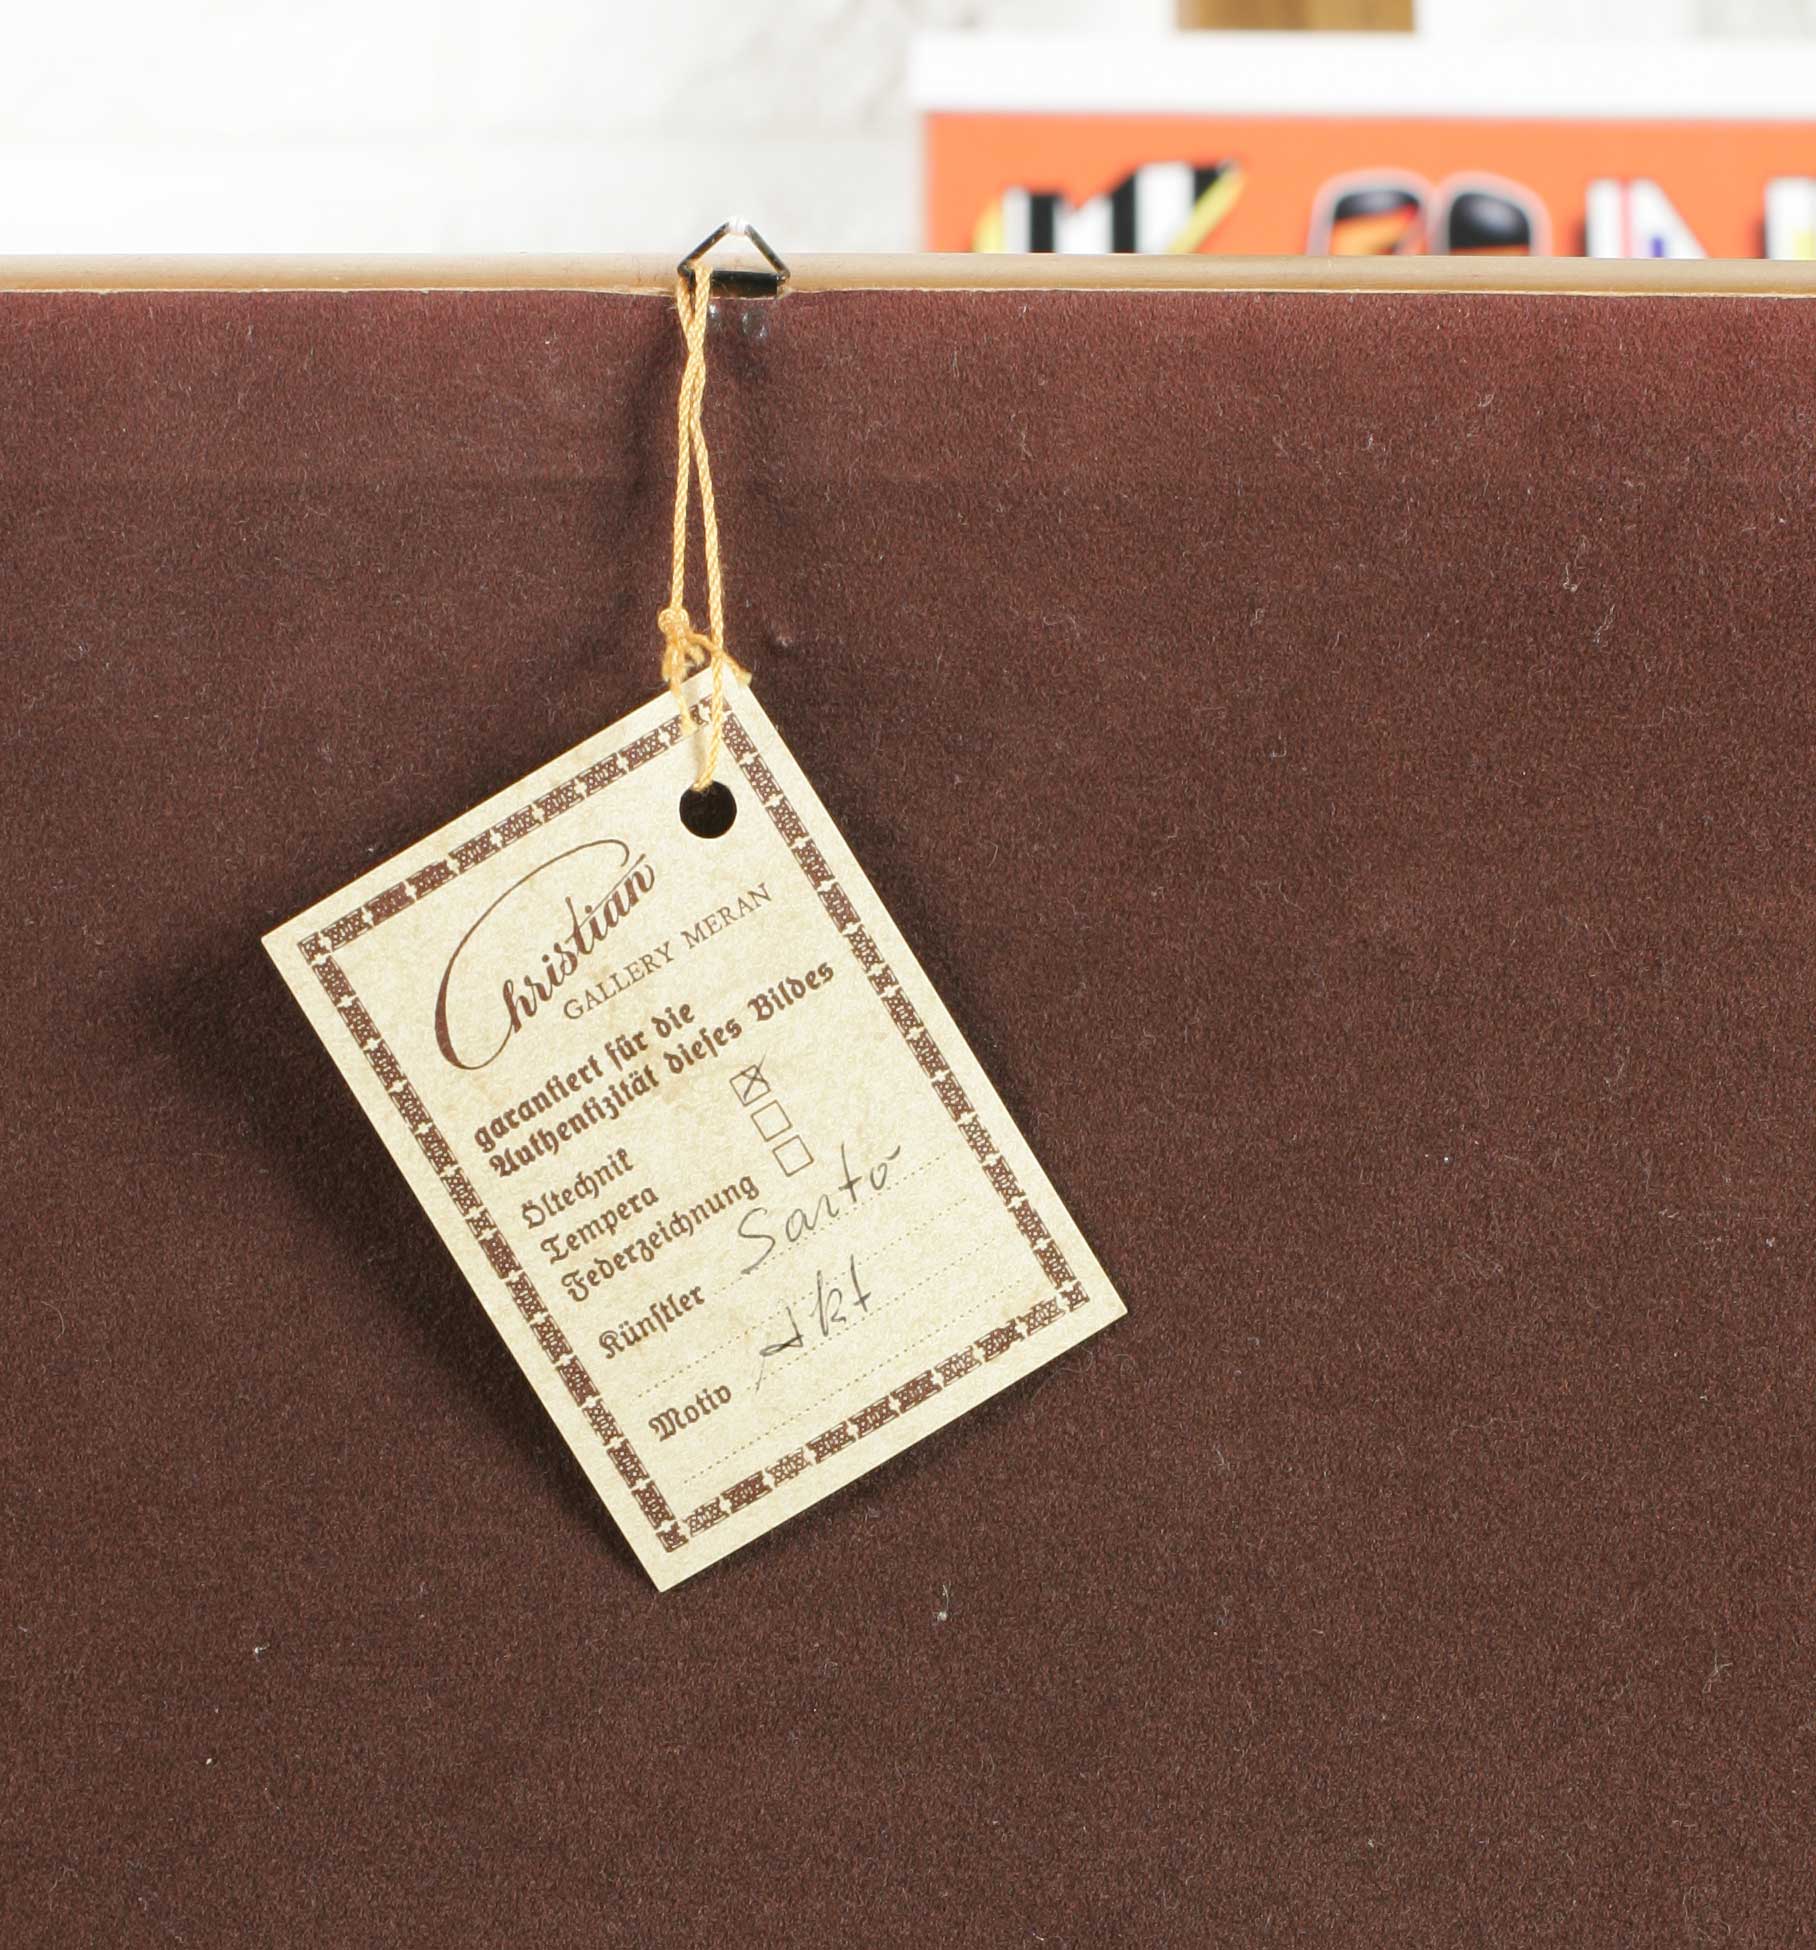 Christian
GALLERY MERAN
garantiert für die
Authentizität dieses Bildes
Öltechnik
Tempera
Federzeichnung
Künstler Sarto
Motiv Akt